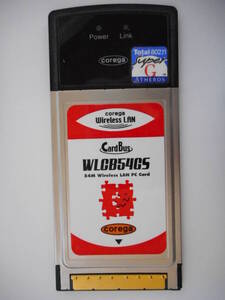 Power Link
corega
Total 802.11
Super
G
ATHEROS
corega
Wireless LAN
CardBus
WLCB54GS
54M Wireless LAN PC Card
corega